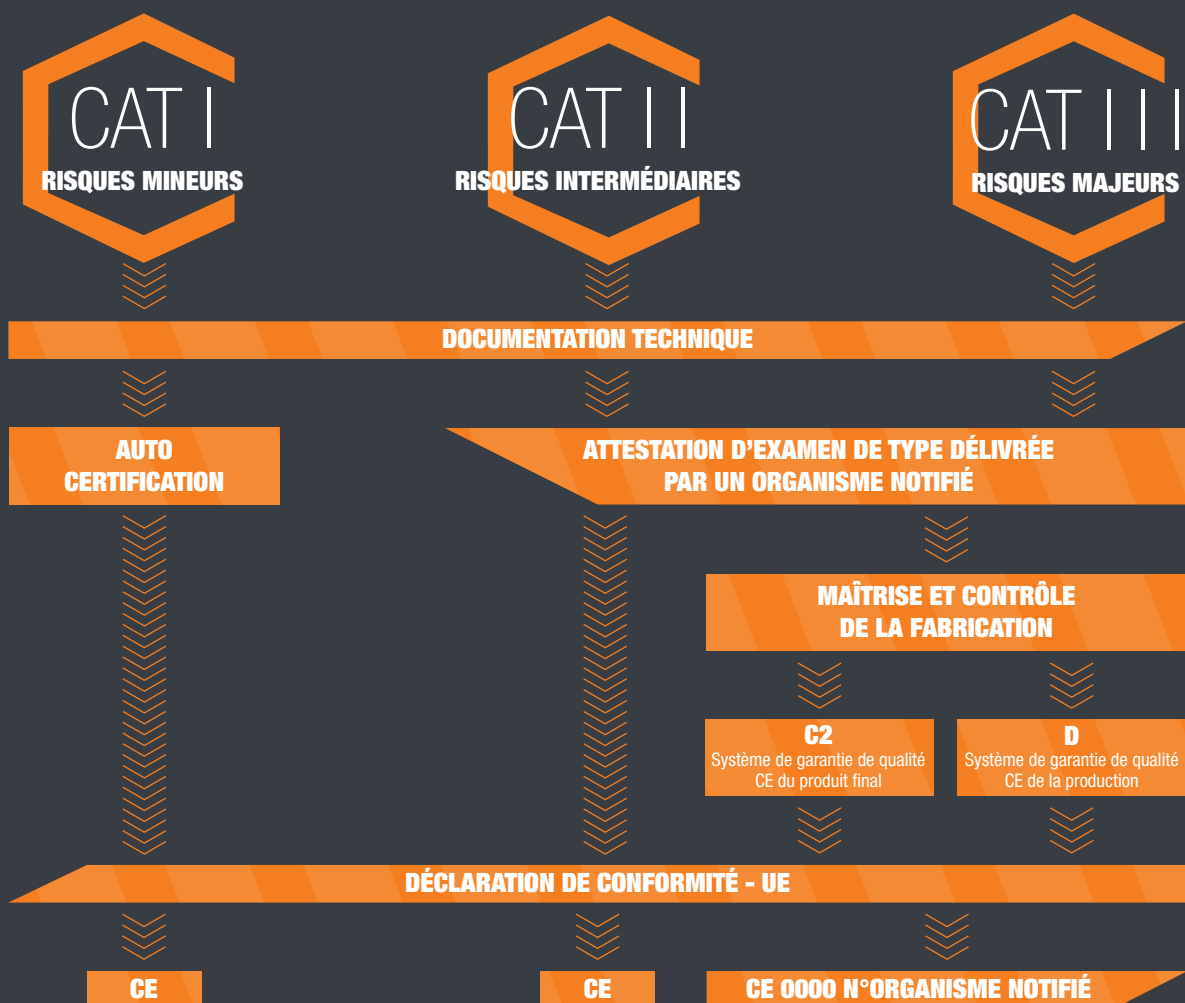 CAT I
RISQUES MINEURS
CAT II
RISQUES INTERMÉDIAIRES
CAT III
RISQUES MAJEURS
DOCUMENTATION TECHNIQUE
AUTO
CERTIFICATION
ATTESTATION D’EXAMEN DE TYPE DÉLIVRÉE
PAR UN ORGANISME NOTIFIÉ
MAÎTRISE ET CONTRÔLE
DE LA FABRICATION
C2
Système de garantie de qualité
CE du produit final
D
Système de garantie de qualité
CE de la production
DÉCLARATION DE CONFORMITÉ - UE
CE
CE
CE 0000 N°ORGANISME NOTIFIÉ